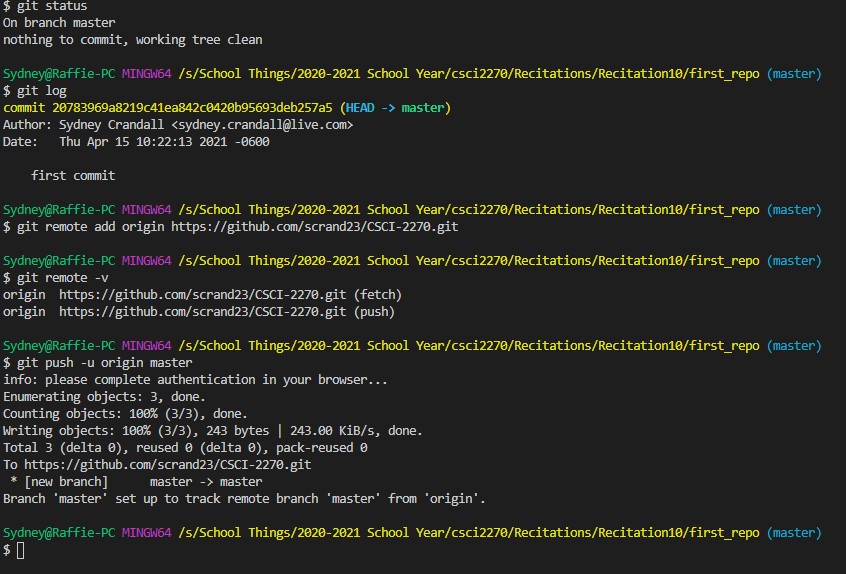 $ git status
On branch master
nothing to commit, working tree clean
Sydney@Raffie-PC MINGW64 /s/School Things/2020-2021 School Year/csci2270/Recitations/Recitation10/first_repo (master)
$ git log
commit 20783969a8219c41ea842c0420b95693deb257a5 (HEAD -> master)
Author: Sydney Crandall <sydney.crandall@live.com>
Date:   Thu Apr 15 10:22:13 2021 -0600
    first commit
Sydney@Raffie-PC MINGW64 /s/School Things/2020-2021 School Year/csci2270/Recitations/Recitation10/first_repo (master)
$ git remote add origin https://github.com/scrand23/CSCI-2270.git
Sydney@Raffie-PC MINGW64 /s/School Things/2020-2021 School Year/csci2270/Recitations/Recitation10/first_repo (master)
$ git remote -v
origin  https://github.com/scrand23/CSCI-2270.git (fetch)
origin  https://github.com/scrand23/CSCI-2270.git (push)
Sydney@Raffie-PC MINGW64 /s/School Things/2020-2021 School Year/csci2270/Recitations/Recitation10/first_repo (master)
$ git push -u origin master
info: please complete authentication in your browser...
Enumerating objects: 3, done.
Counting objects: 100% (3/3), done.
Writing objects: 100% (3/3), 243 bytes | 243.00 KiB/s, done.
Total 3 (delta 0), reused 0 (delta 0), pack-reused 0
To https://github.com/scrand23/CSCI-2270.git
 * [new branch]      master -> master
Branch 'master' set up to track remote branch 'master' from 'origin'.
Sydney@Raffie-PC MINGW64 /s/School Things/2020-2021 School Year/csci2270/Recitations/Recitation10/first_repo (master)
$